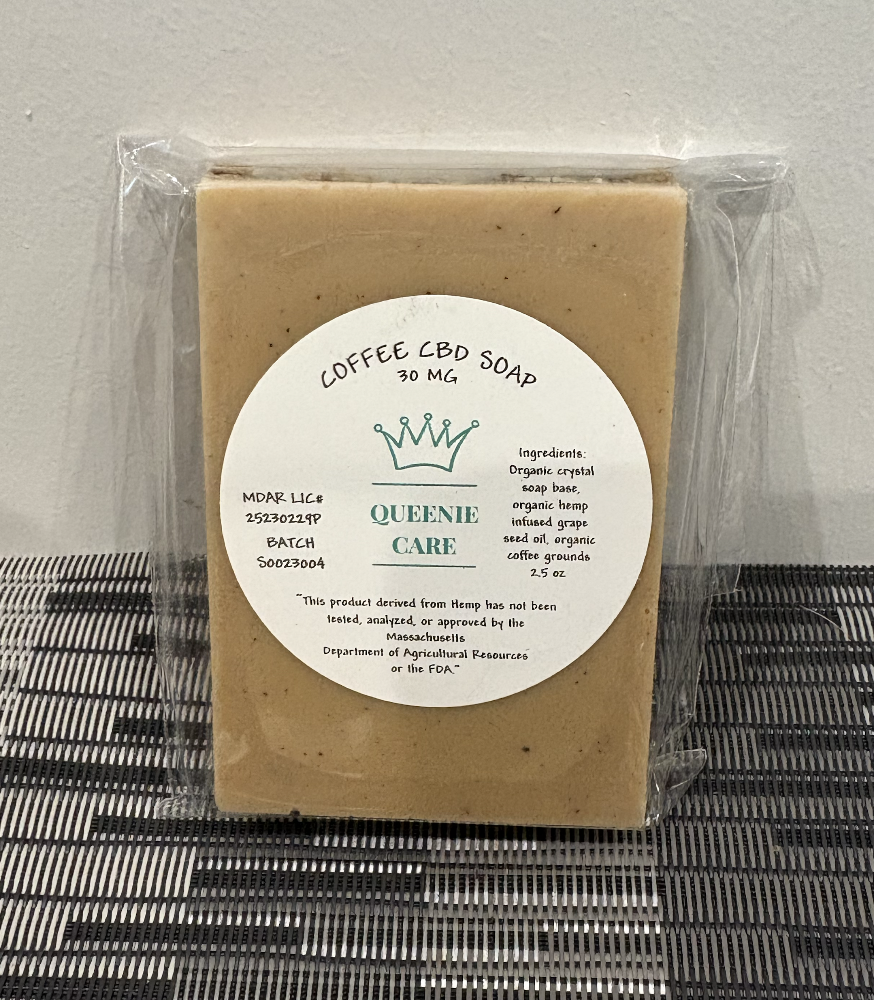 COFFEE CBD SOAP
30 MG
QUEENIE
CARE
MDAR LIC#
25230229P
BATCH
S0023004
Ingredients:
Organic crystal
soap base,
organic hemp
infused grape
seed oil, organic
coffee grounds
2.5 oz
"This product derived from Hemp has not been
tested, analyzed, or approved by the
Massachusetts
Department of Agricultural Resources
or the FDA."